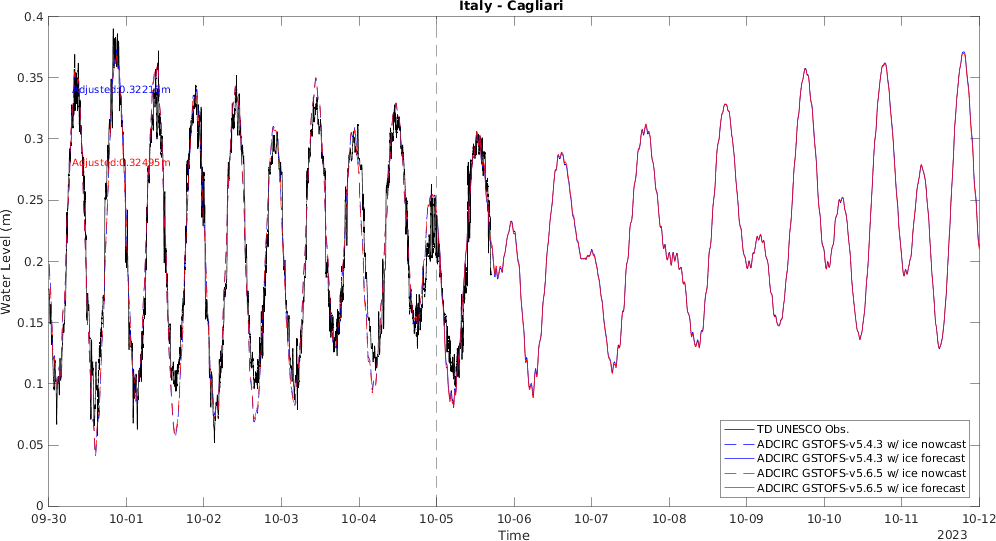 Italy - Cagliari
0.4
0.35
0.3
0.25
0.2
0.15
0.1
0.05
0
Water Level (m)
Adjusted:0.32495m
09-30 10-01 10-02 10-03 10-04 10-05 10-06 10-07 10-08 10-09 10-10 10-11 10-12
Time
2023
TD UNESCO Obs.
ADCIRC GSTOFS-v5.4.3 w/ ice nowcast
ADCIRC GSTOFS-v5.4.3 w/ ice forecast
ADCIRC GSTOFS-v5.6.5 w/ ice nowcast
ADCIRC GSTOFS-v5.6.5 w/ ice forecast